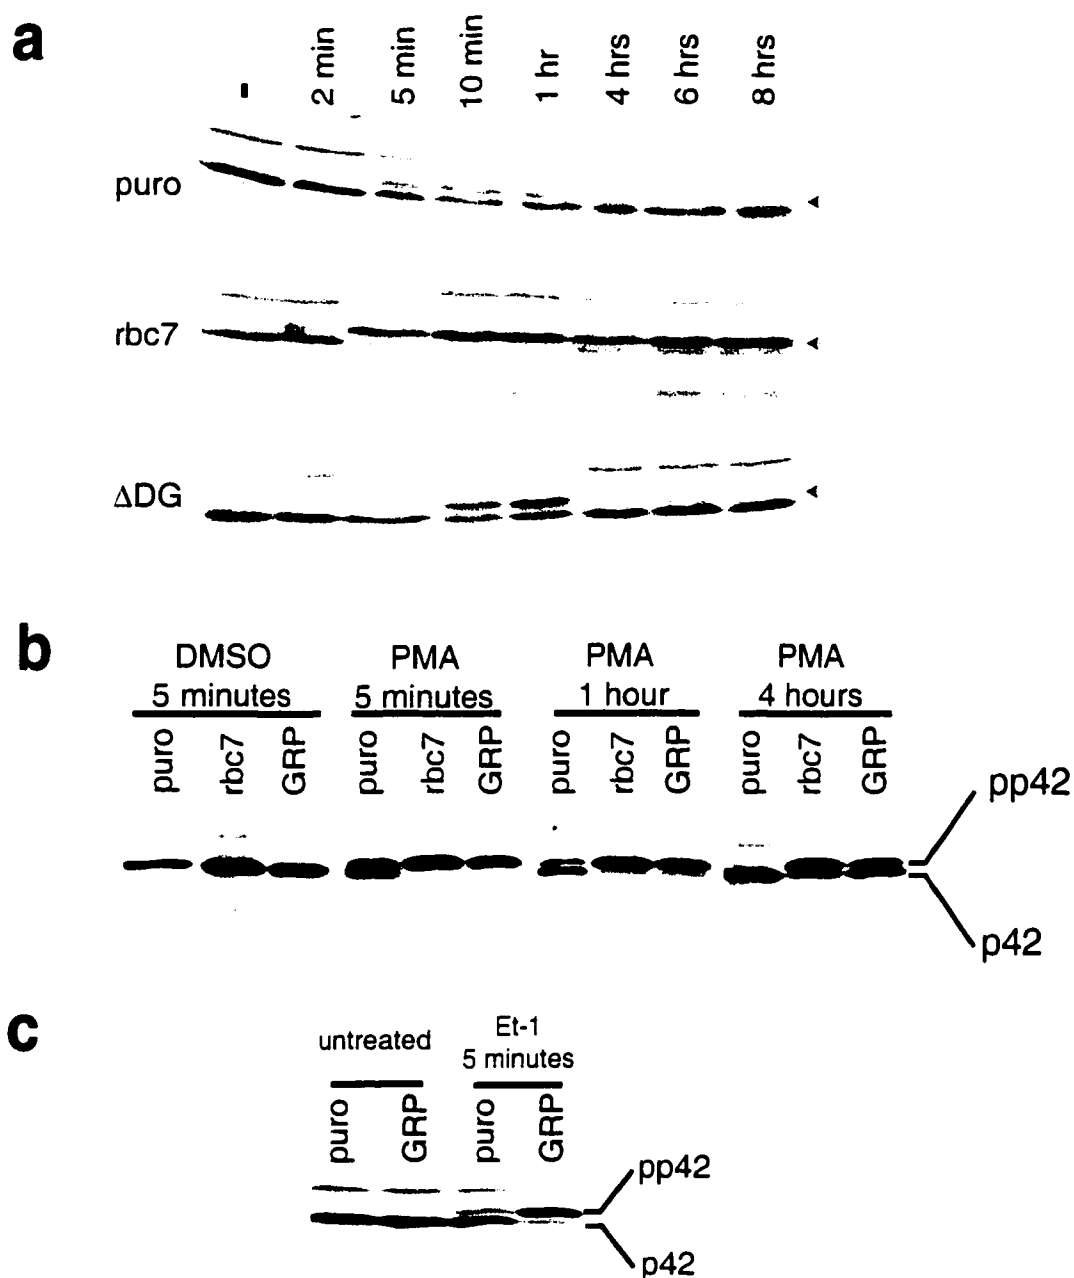 a
-
2 min
5 min
10 min
1 hr
4 hrs
6 hrs
8 hrs
puro
rbc7
ΔDG
b
DMSO
5 minutes
PMA
5 minutes
PMA
1 hour
PMA
4 hours
puro
rbc7
GRP
puro
rbc7
GRP
puro
rbc7
GRP
puro
rbc7
GRP
pp42
p42
c
untreated
Et-1
5 minutes
puro
GRP
puro
GRP
pp42
p42